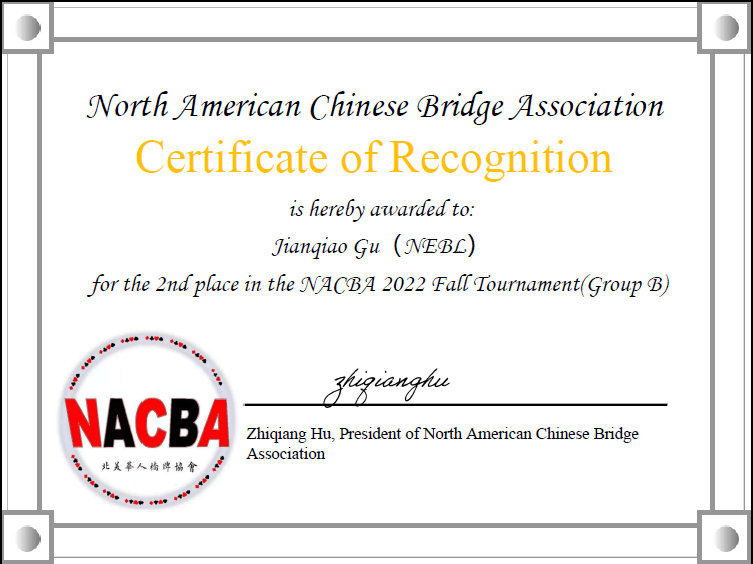 North American Chinese Bridge Association
Certificate of Recognition
is hereby awarded to:
Jianqiao Gu（NEBL）
for the 2nd place in the NACBA 2022 Fall Tournament(Group B)
zhiqianghu
NACBA
北美華人橋牌協會
Zhiqiang Hu, President of North American Chinese Bridge
Association